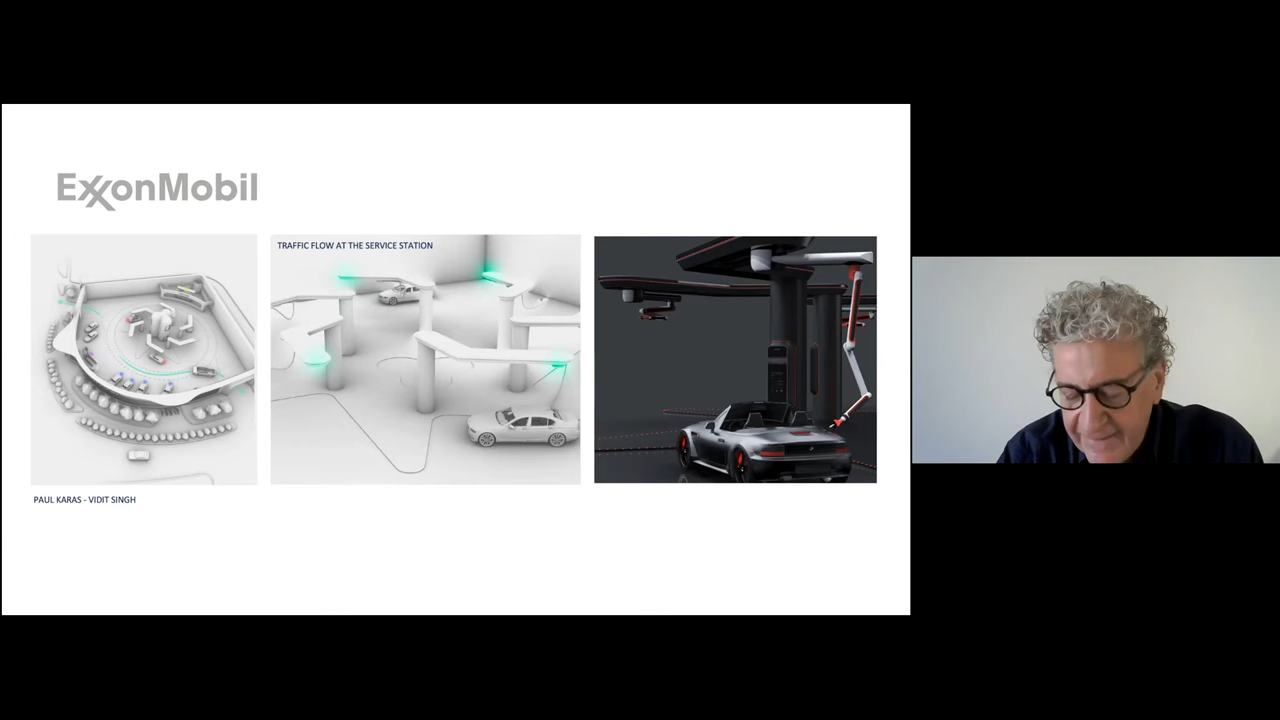 ExxonMobil
TRAFFIC FLOW AT THE SERVICE STATION
PAUL KARAS - VIDIT SINGH